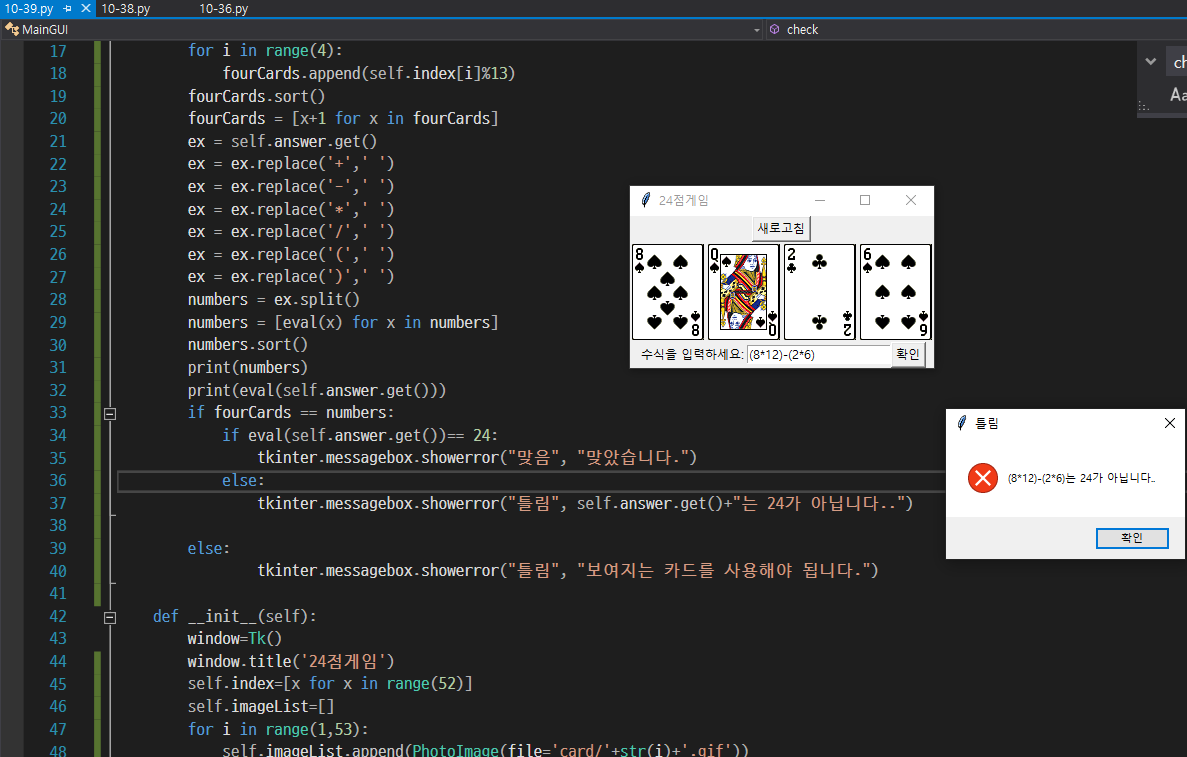 10-39.py 10-38.py 10-36.py
MainGUI check
17 for i in range(4):
18 fourCards.append(self.index[i]%13)
19 fourCards.sort()
20 fourCards = [x+1 for x in fourCards]
21 ex = self.answer.get()
22 ex = ex.replace('+',' ')
23 ex = ex.replace('-',' ')
24 ex = ex.replace('*',' ')
25 ex = ex.replace('/',' ')
26 ex = ex.replace('(',' ')
27 ex = ex.replace(')',' ')
28 numbers = ex.split()
29 numbers = [eval(x) for x in numbers]
30 numbers.sort()
31 print(numbers)
32 print(eval(self.answer.get()))
33 if fourCards == numbers:
34 if eval(self.answer.get())== 24:
35 tkinter.messagebox.showerror("맞음", "맞았습니다.")
36 else:
37 tkinter.messagebox.showerror("틀림", self.answer.get()+"는 24가 아닙니다..")
38
39 else:
40 tkinter.messagebox.showerror("틀림", "보여지는 카드를 사용해야 됩니다.")
41
42 def __init__(self):
43 window=Tk()
44 window.title('24점게임')
45 self.index=[x for x in range(52)]
46 self.imageList=[]
47 for i in range(1,53):
48 self.imageList.append(PhotoImage(file='card/'+str(i)+'.gif'))
ch
Aa
24점게임
새로고침
8 Q 2 6
8 Q 2 6
수식을 입력하세요: (8*12)-(2*6) 확인
틀림
(8*12)-(2*6)는 24가 아닙니다..
확인